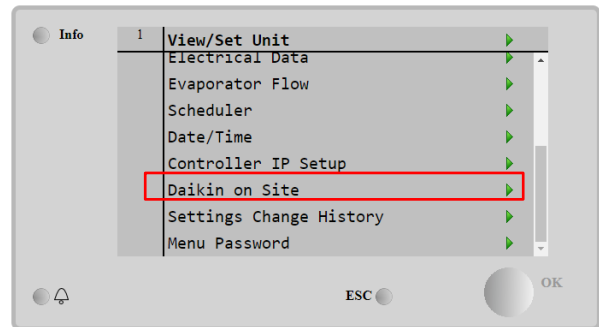 Info
1 View/Set Unit
Electrical Data
Evaporator Flow
Scheduler
Date/Time
Controller IP Setup
Daikin on Site
Settings Change History
Menu Password
ESC
OK